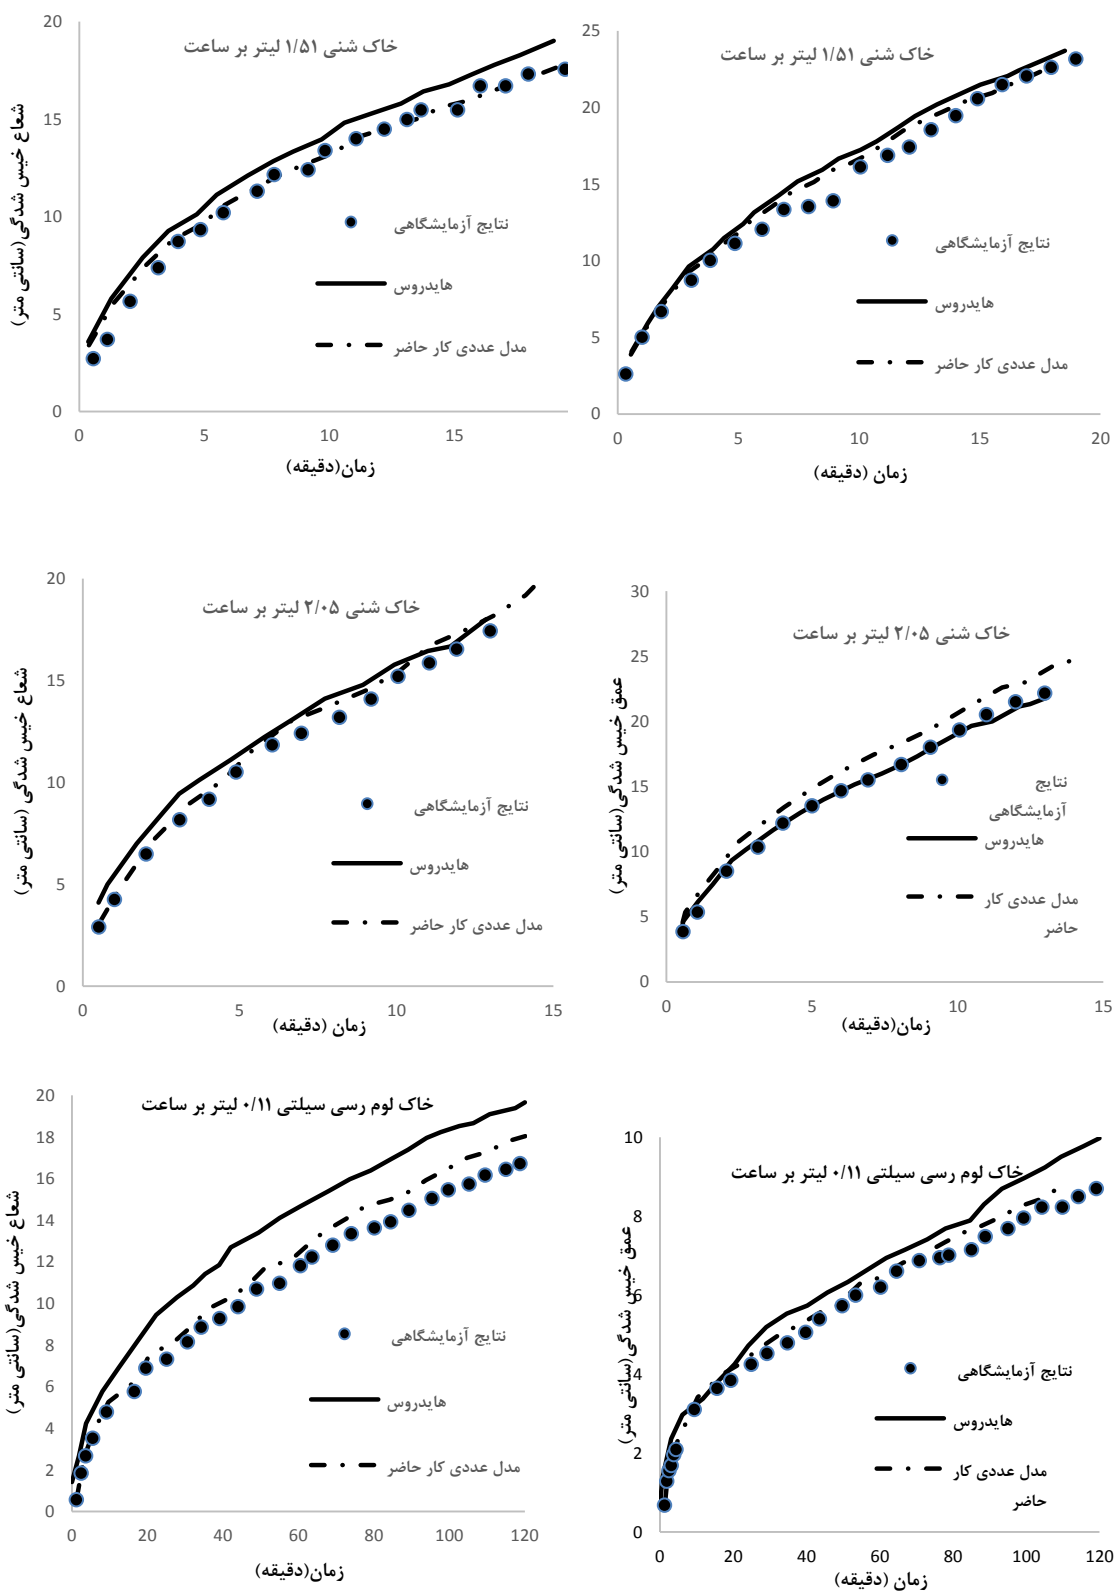 خاک شنی ۱/۵۱ لیتر بر ساعت
شعاع خیس شدگی(سانتی متر)
20
15
10
5
0
نتایج آزمایشگاهی
هایدروس
مدل عددی کار حاضر
0 5 10 15
زمان(دقیقه)
خاک شنی ۱/۵۱ لیتر بر ساعت
25
20
15
10
5
0
نتایج آزمایشگاهی
هایدروس
مدل عددی کار حاضر
0 5 10 15 20
زمان (دقیقه)
خاک شنی ۲/۰۵ لیتر بر ساعت
شعاع خیس شدگی (سانتی متر)
20
15
10
5
0
نتایج آزمایشگاهی
هایدروس
مدل عددی کار حاضر
0 5 10 15
زمان (دقیقه)
خاک شنی ۲/۰۵ لیتر بر ساعت
عمق خیس شدگی(سانتی متر)
30
25
20
15
10
5
0
نتایج
آزمایشگاهی
هایدروس
مدل عددی کار
حاضر
0 5 10 15
زمان(دقیقه)
خاک لوم رسی سیلتی ۰/۱۱ لیتر بر ساعت
شعاع خیس شدگی(سانتی متر)
20
18
16
14
12
10
8
6
4
2
0
نتایج آزمایشگاهی
هایدروس
مدل عددی کار حاضر
0 20 40 60 80 100 120
زمان(دقیقه)
خاک لوم رسی سیلتی ۰/۱۱ لیتر بر ساعت
عمق خیس شدگی(سانتی متر)
10
8
6
4
2
0
نتایج آزمایشگاهی
هایدروس
مدل عددی کار
حاضر
0 20 40 60 80 100 120
زمان (دقیقه)